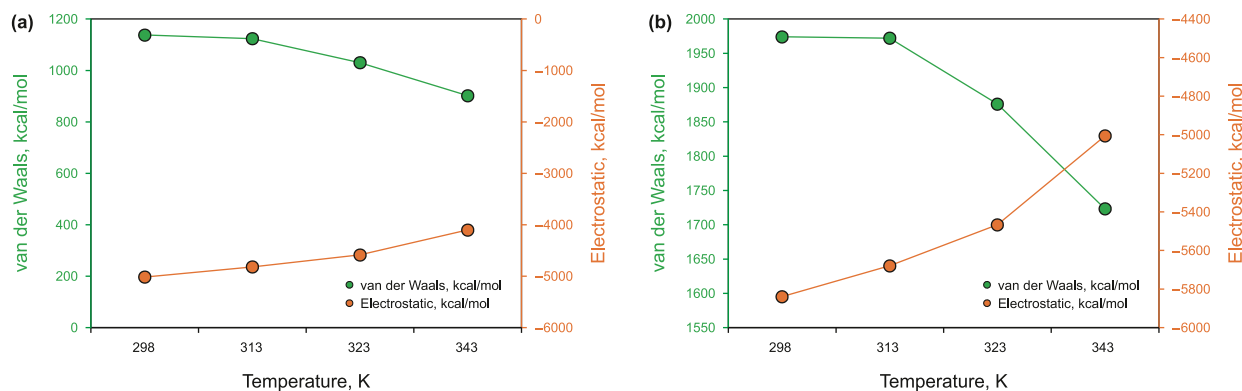 (a)
van der Waals, kcal/mol
1200
1000
800
600
400
200
0
0
–1000
–2000
–3000
–4000
–5000
–6000
Electrostatic, kcal/mol
van der Waals, kcal/mol
Electrostatic, kcal/mol
298 313 323 343
Temperature, K
(b)
van der Waals, kcal/mol
2000
1950
1900
1850
1800
1750
1700
1650
1600
1550
–4400
–4600
–4800
–5000
–5200
–5400
–5600
–5800
–6000
Electrostatic. kcal/mol
van der Waals, kcal/mol
Electrostatic, kcal/mol
298 313 323 343
Temperature, K